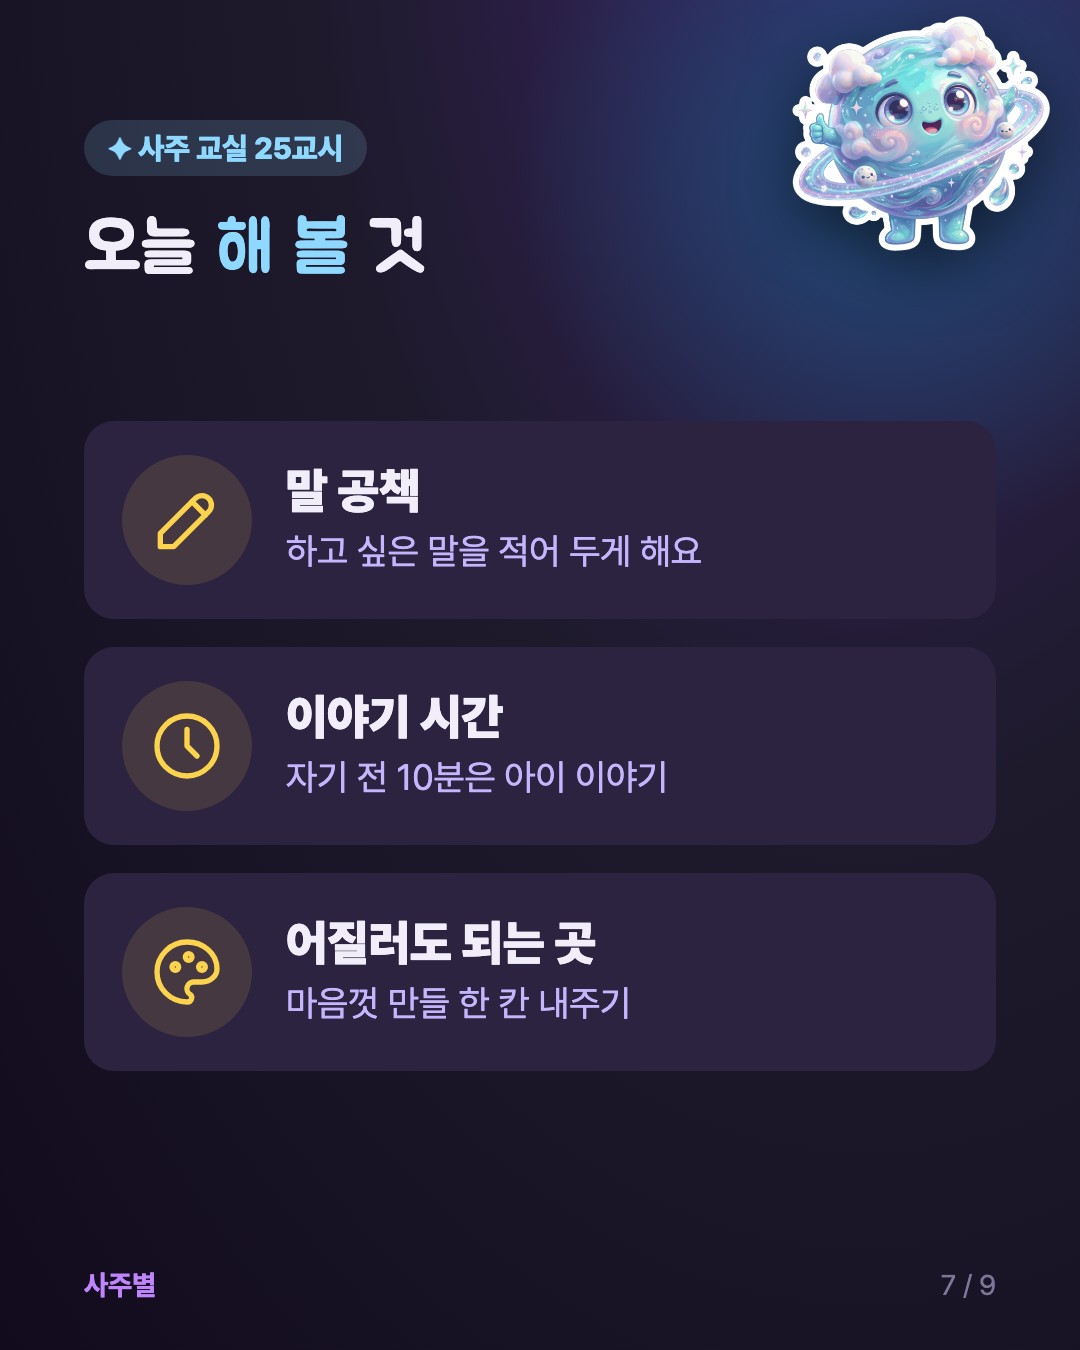 사주 교실 25교시
오늘 해 볼 것
말 공책
하고 싶은 말을 적어 두게 해요
이야기 시간
자기 전 10분은 아이 이야기
어질러도 되는 곳
마음껏 만들 한 칸 내주기
사주별
7 / 9